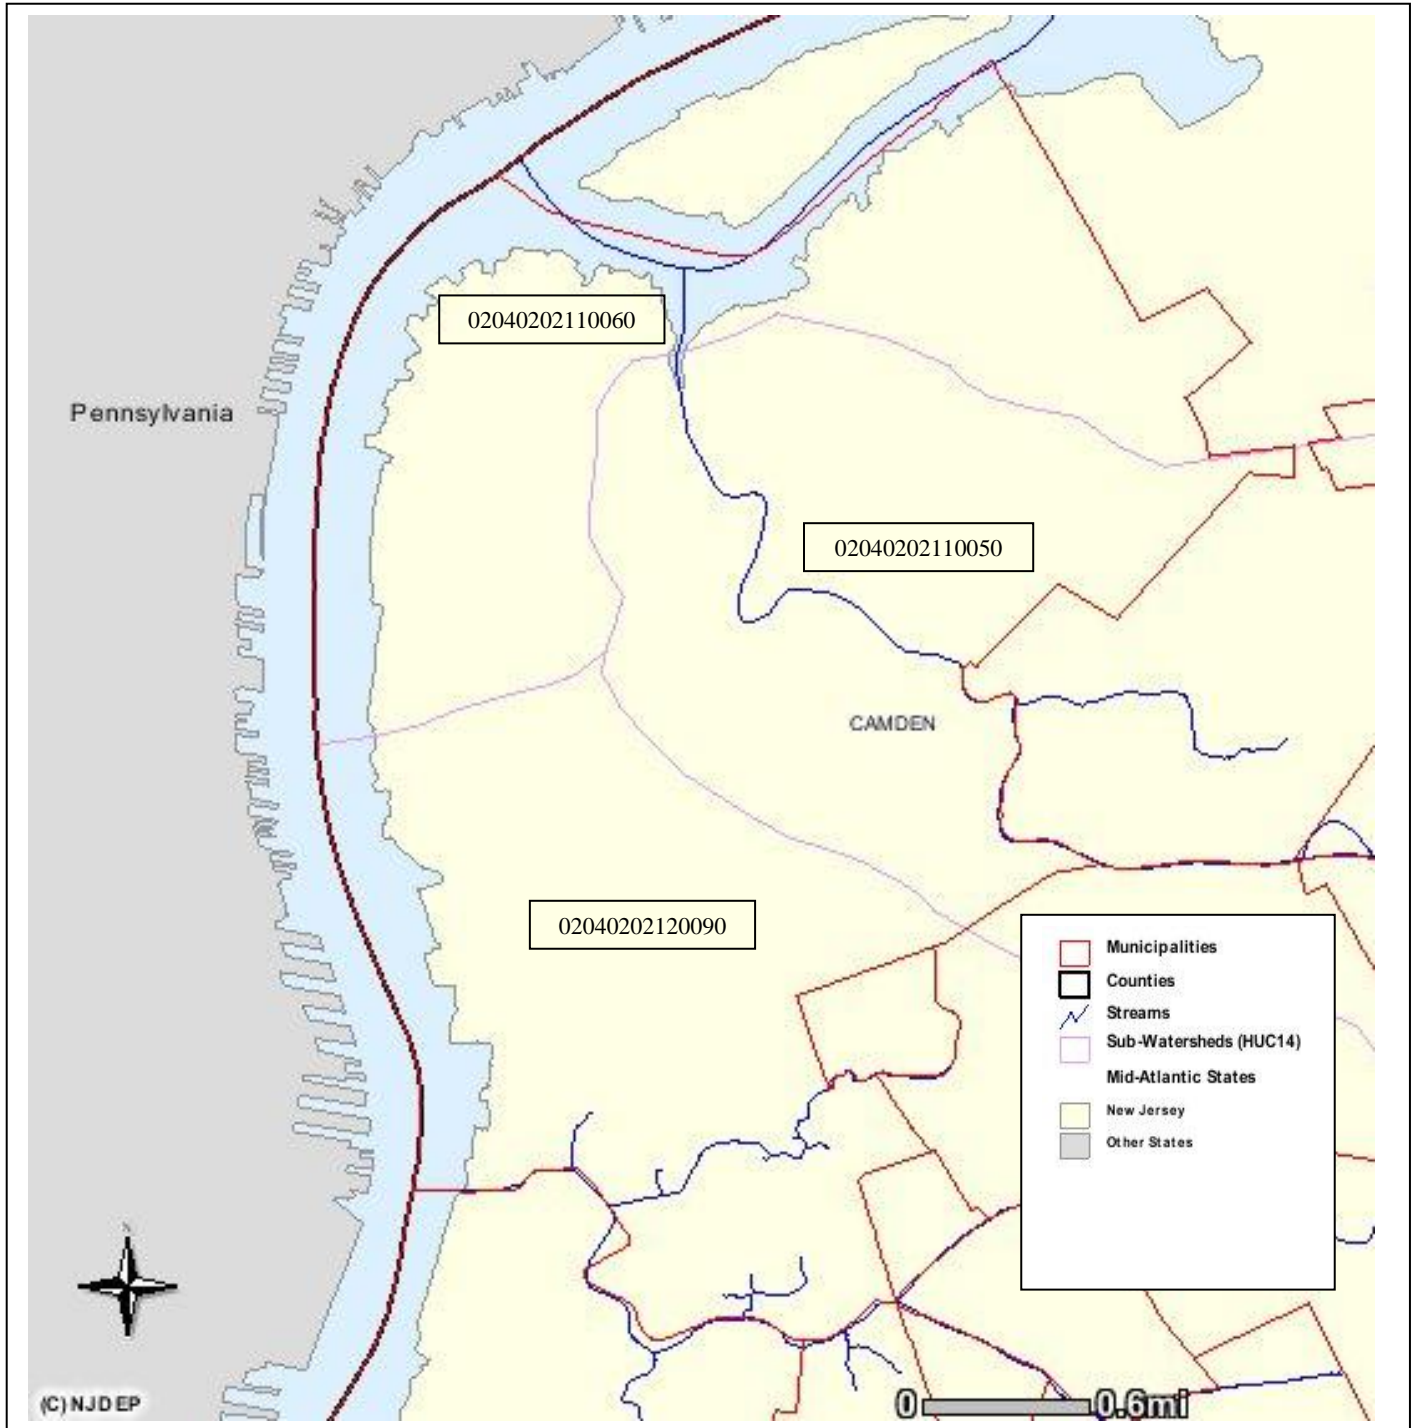 02040202110060
Pennsylvania
02040202110050
CAMDEN
02040202120090
Municipalities
Counties
Streams
Sub-Watersheds (HUC14)
Mid-Atlantic States
New Jersey
Other States
N
(C) NJDEP
0 0.6mi